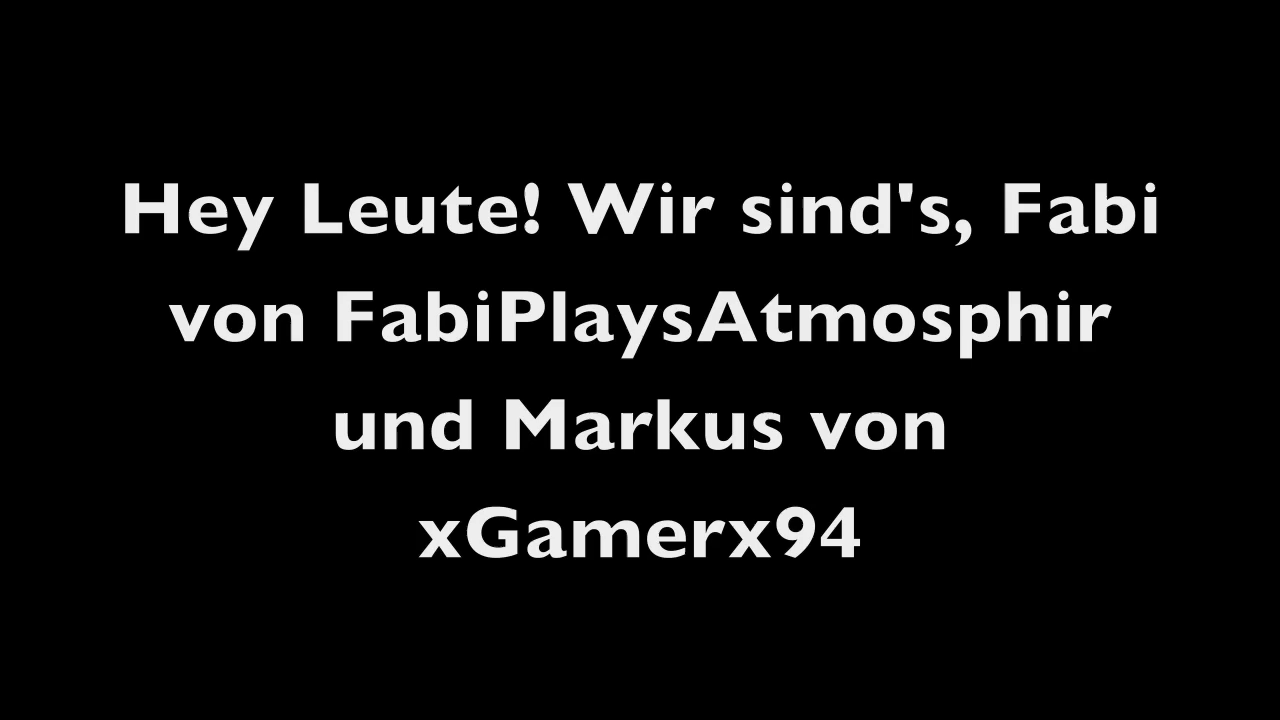 Hey Leute! Wir sind's, Fabi
von FabiPlaysAtmosphir
und Markus von
xGamerx94